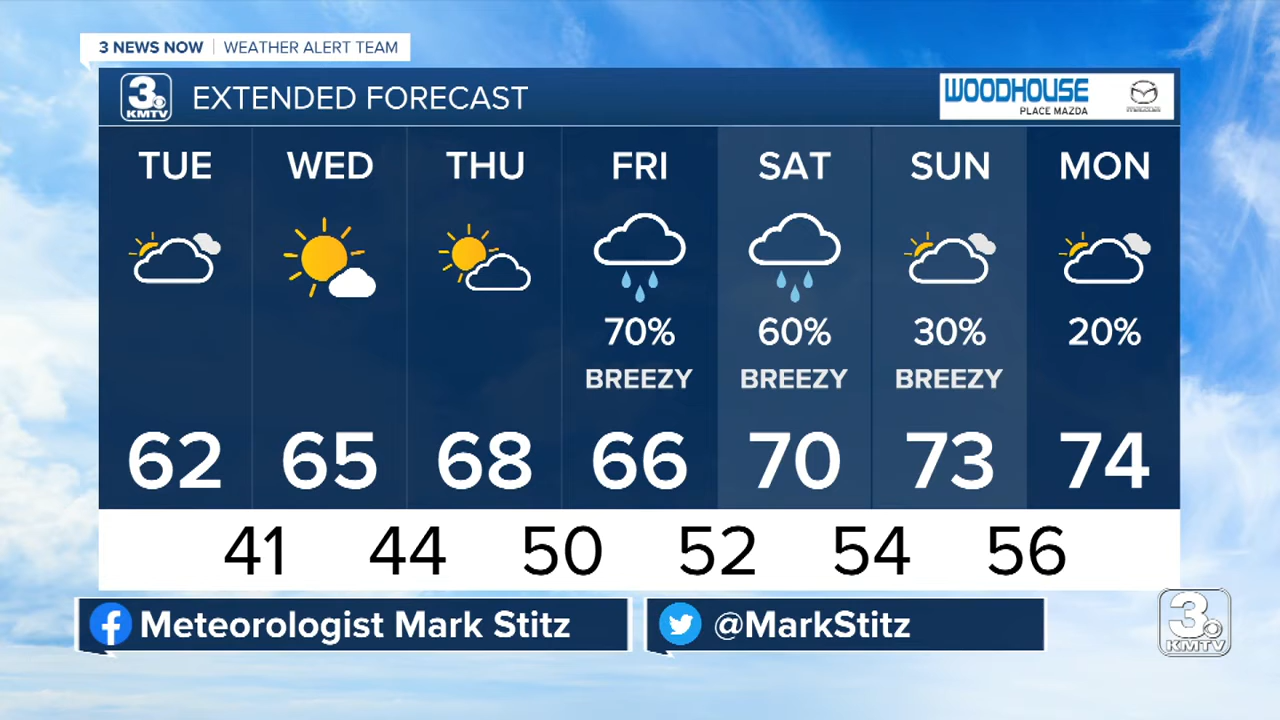 3 NEWS NOW | WEATHER ALERT TEAM
3 KMTV EXTENDED FORECAST
WOODHOUSE
PLACE MAZDA
TUE WED THU FRI SAT SUN MON
70% 60% 30% 20%
BREEZY BREEZY BREEZY
62 65 68 66 70 73 74
41 44 50 52 54 56
Meteorologist Mark Stitz @MarkStitz
3
KMTV